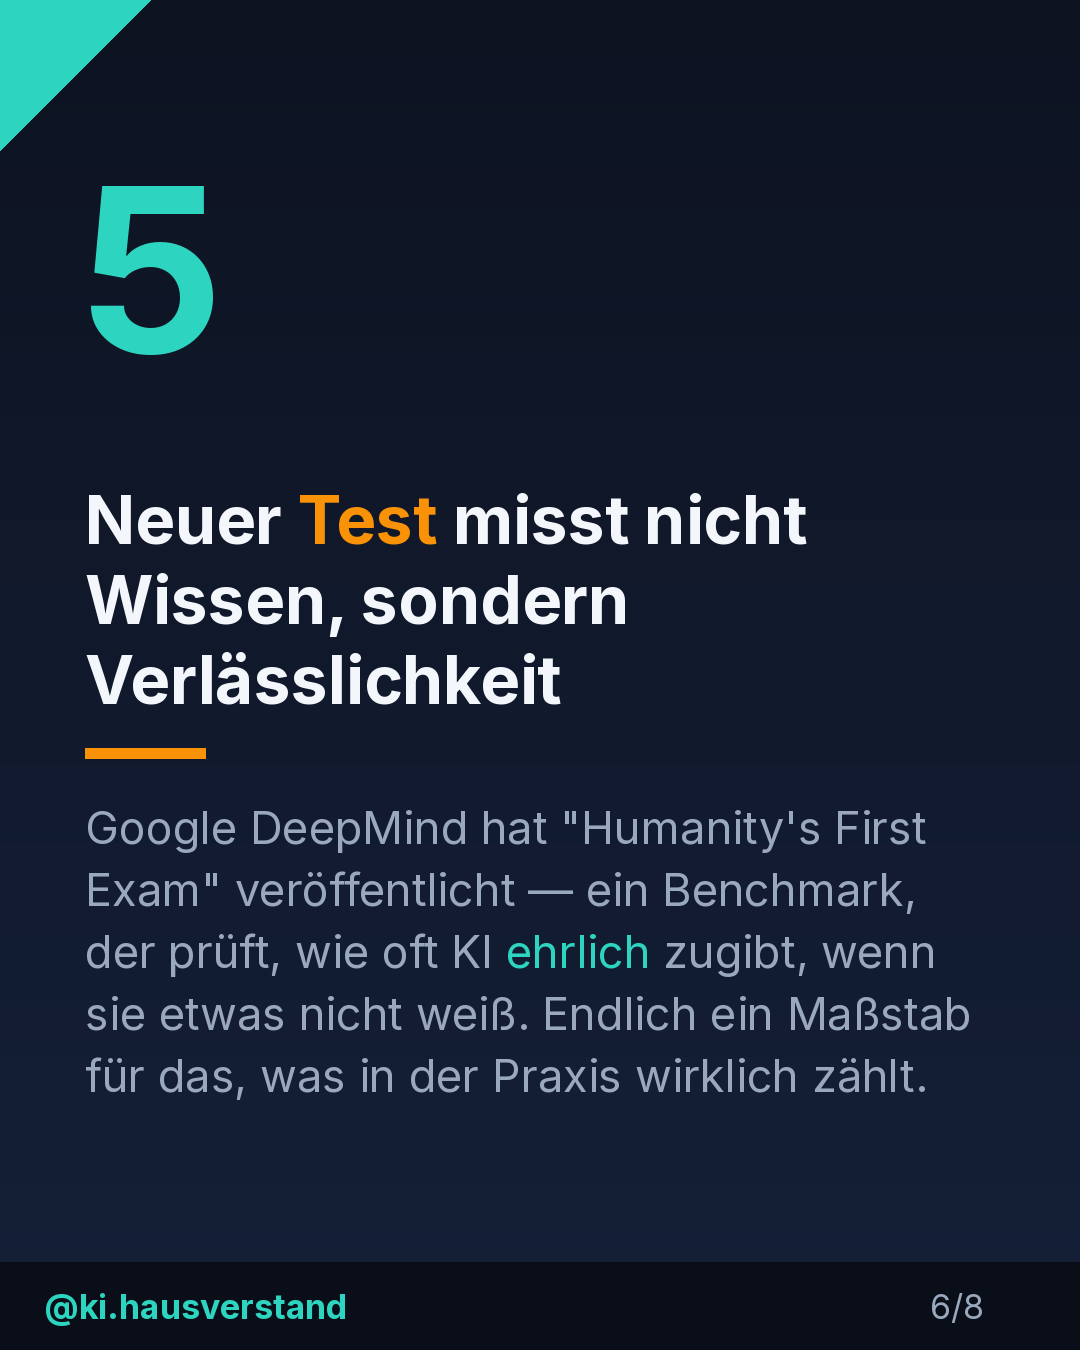 5
Neuer Test misst nicht
Wissen, sondern
Verlässlichkeit
Google DeepMind hat "Humanity's First
Exam" veröffentlicht — ein Benchmark,
der prüft, wie oft KI ehrlich zugibt, wenn
sie etwas nicht weiß. Endlich ein Maßstab
für das, was in der Praxis wirklich zählt.
@ki.hausverstand
6/8